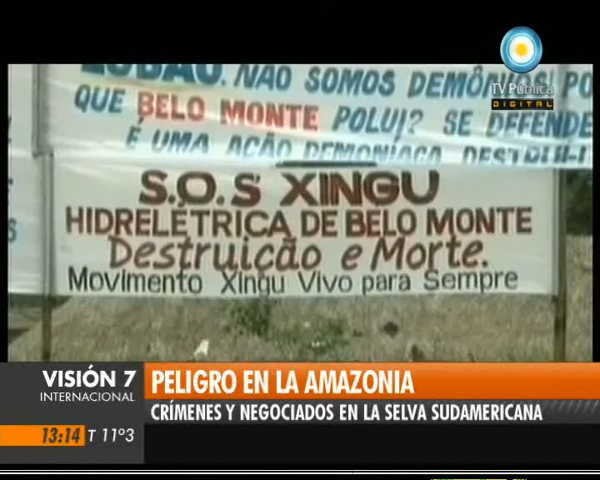 TV Pública
DIGITAL
LOBÃO. NÃO SOMOS DEMÔNIOS! PO
QUE BELO MONTE POLUI? SE DEFENDE
É UMA AÇÃO DEMONÍACA
S.O.S XINGU
HIDRELÉTRICA DE BELO MONTE
Destruição e Morte.
Movimento Xingu Vivo para Sempre
VISIÓN 7
INTERNACIONAL
PELIGRO EN LA AMAZONIA
CRÍMENES Y NEGOCIADOS EN LA SELVA SUDAMERICANA
13:14 T 11º3